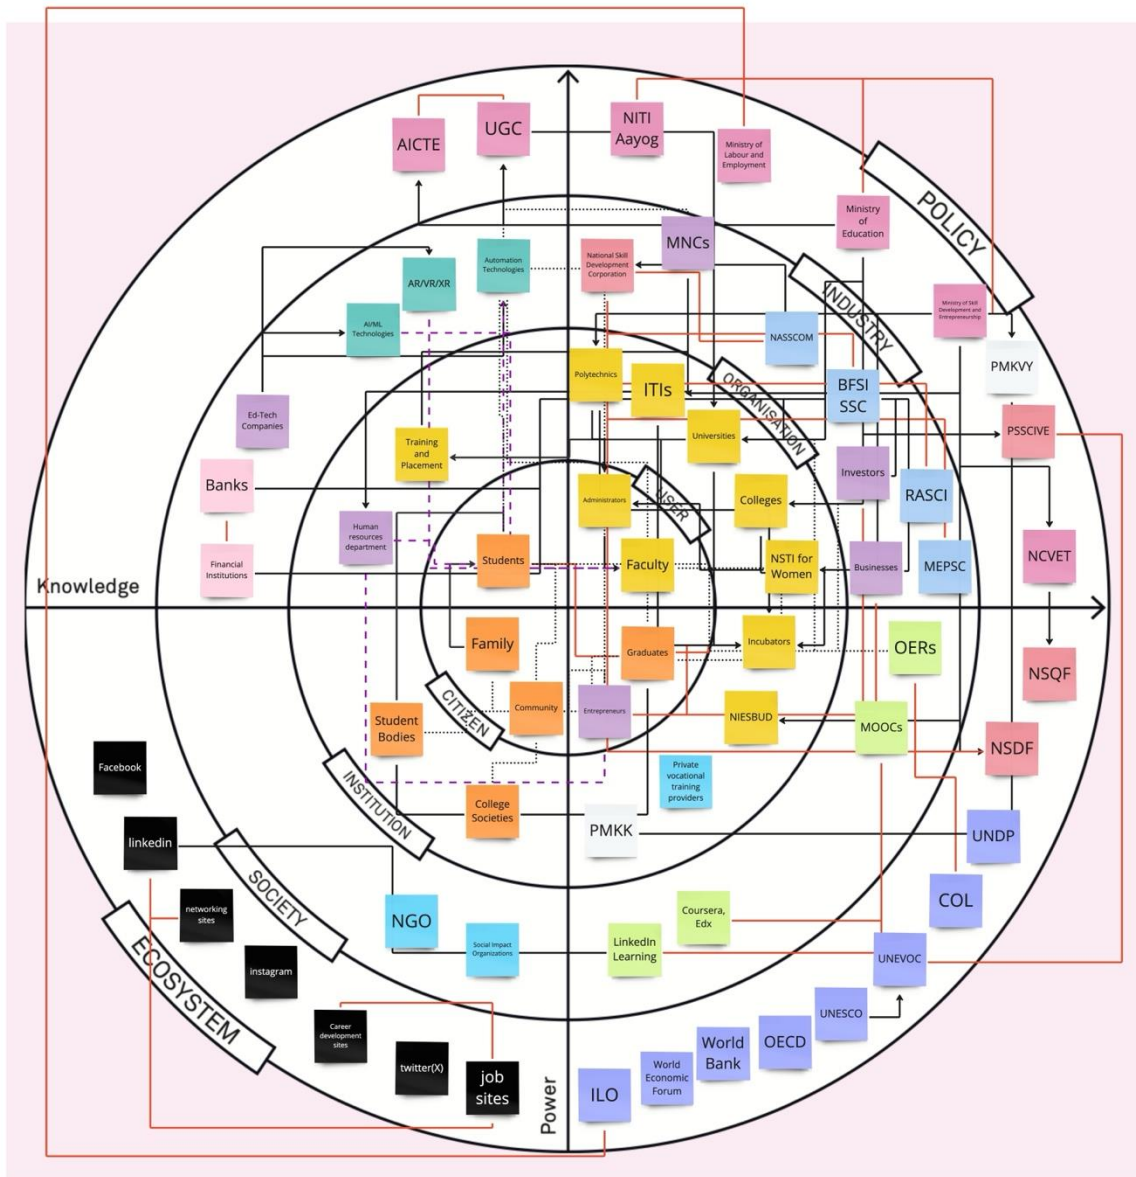 AICTE
UGC
NITI
Aayog
Ministry of
Labour and
Employment
POLICY
Ministry
of
Education
MNCs
Automation
Technologies
National Skill
Development
Corporation
AR/VR/XR
INDUSTRY
Ministry of Skill
Development and
Entrepreneurship
AI/ML
Technologies
NASSCOM
PMKVY
Polytechnics
ITIs
ORGANISATION
BFSI
SSC
Ed-Tech
Companies
PSSCIVE
Training
and
Placement
Universities
Banks
Investors
RASCI
Administrators
USER
Colleges
Human
resources
department
Students
Faculty
NSTI for
Women
Businesses
MEPSC
NCVET
Financial
Institutions
Knowledge
Family
Graduates
Incubators
OERs
NSQF
CITIZEN
Community
Entrepreneurs
NIESBUD
MOOCs
Student
Bodies
NSDF
Facebook
Private
vocational
training
providers
INSTITUTION
College
Societies
PMKK
UNDP
linkedin
SOCIETY
networking
sites
NGO
Coursera,
Edx
COL
Social Impact
Organizations
LinkedIn
Learning
UNEVOC
ECOSYSTEM
instagram
Career
development
sites
twitter(X)
job
sites
Power
ILO
World
Economic
Forum
World
Bank
OECD
UNESCO